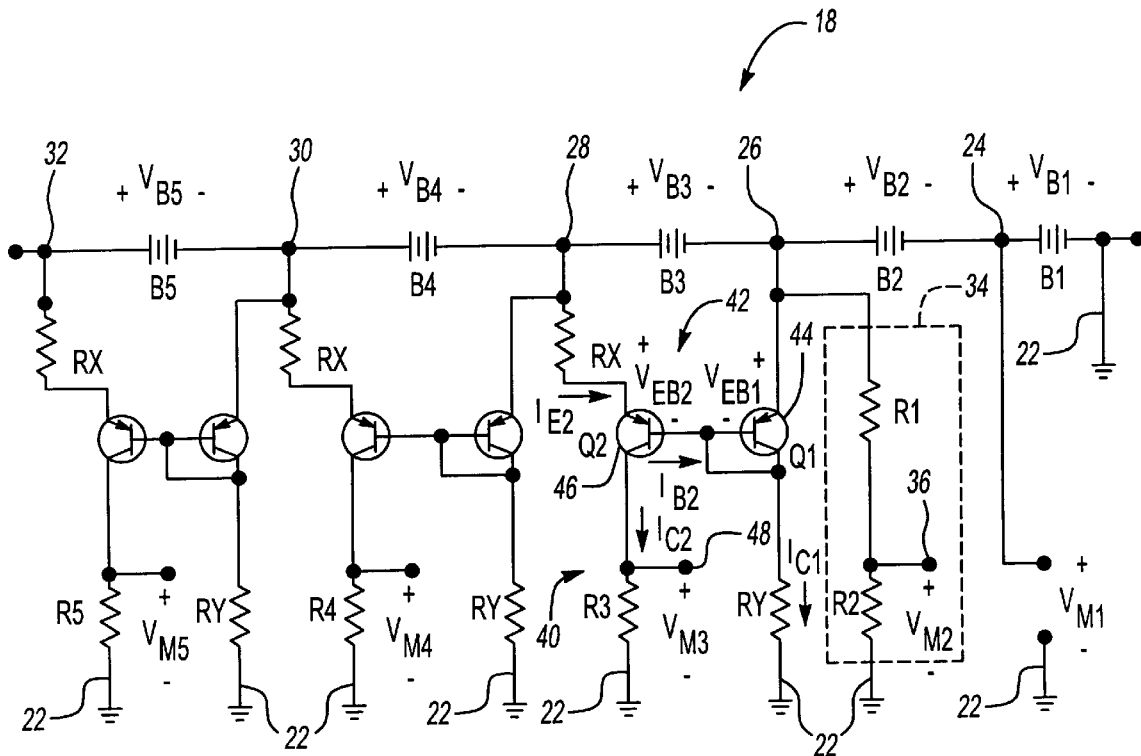 18
32
30
28
26
24
+ VB5 -
+ VB4 -
+ VB3 -
+ VB2 -
+ VB1 -
B5
B4
B3
B2
B1
34
42
44
22
RX
RX
RX
+
VEB2
-
+
VEB1
-
R1
IE2
Q2
Q1
46
IB2
36
IC2
48
IC1
R5
+
VM5
-
RY
R4
+
VM4
-
RY
40
R3
+
VM3
-
RY
R2
+
VM2
-
+
VM1
-
22
22
22
22
22
22